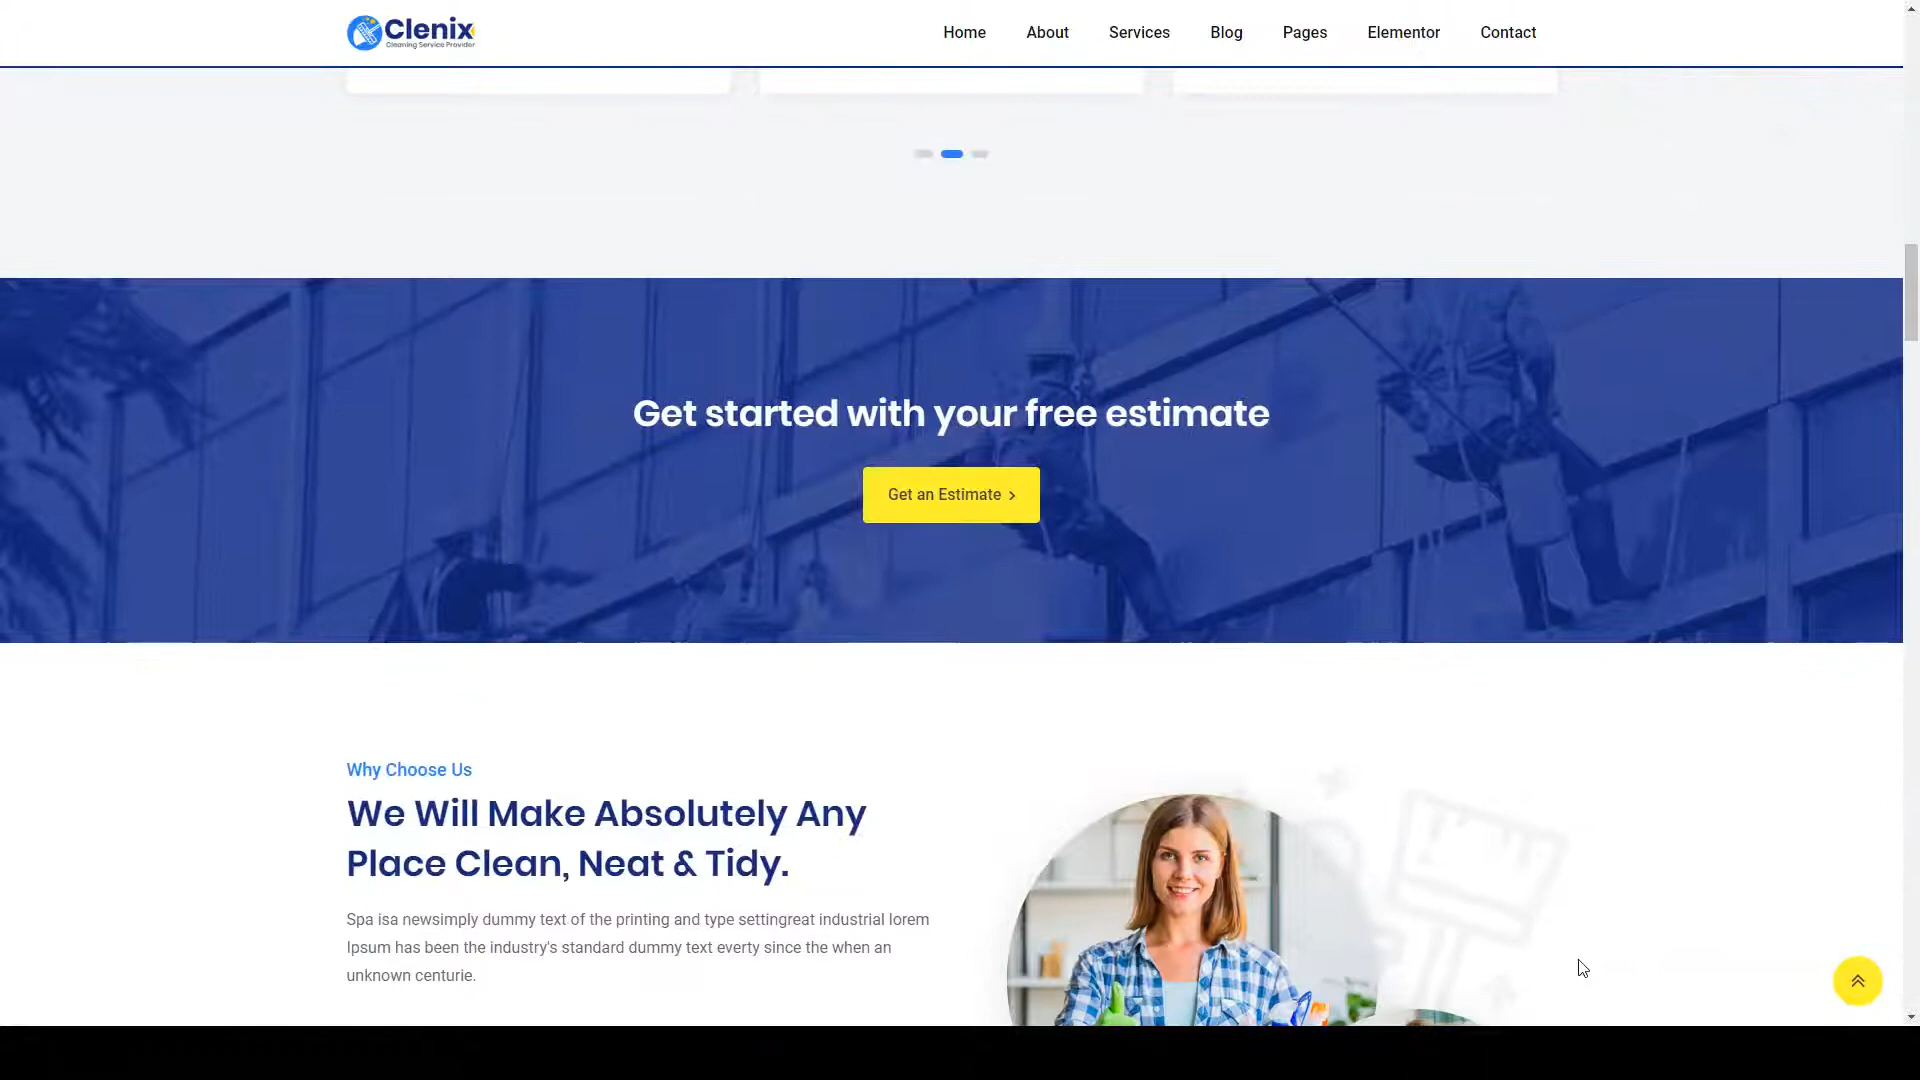 Clenix
Cleaning Service Provider
Home About Services Blog Pages Elementor Contact
Get started with your free estimate
Get an Estimate
Why Choose Us
We Will Make Absolutely Any
Place Clean, Neat & Tidy.
Spa isa newsimply dummy text of the printing and type settingreat industrial lorem
Ipsum has been the industry's standard dummy text everty since the when an
unknown centurie.